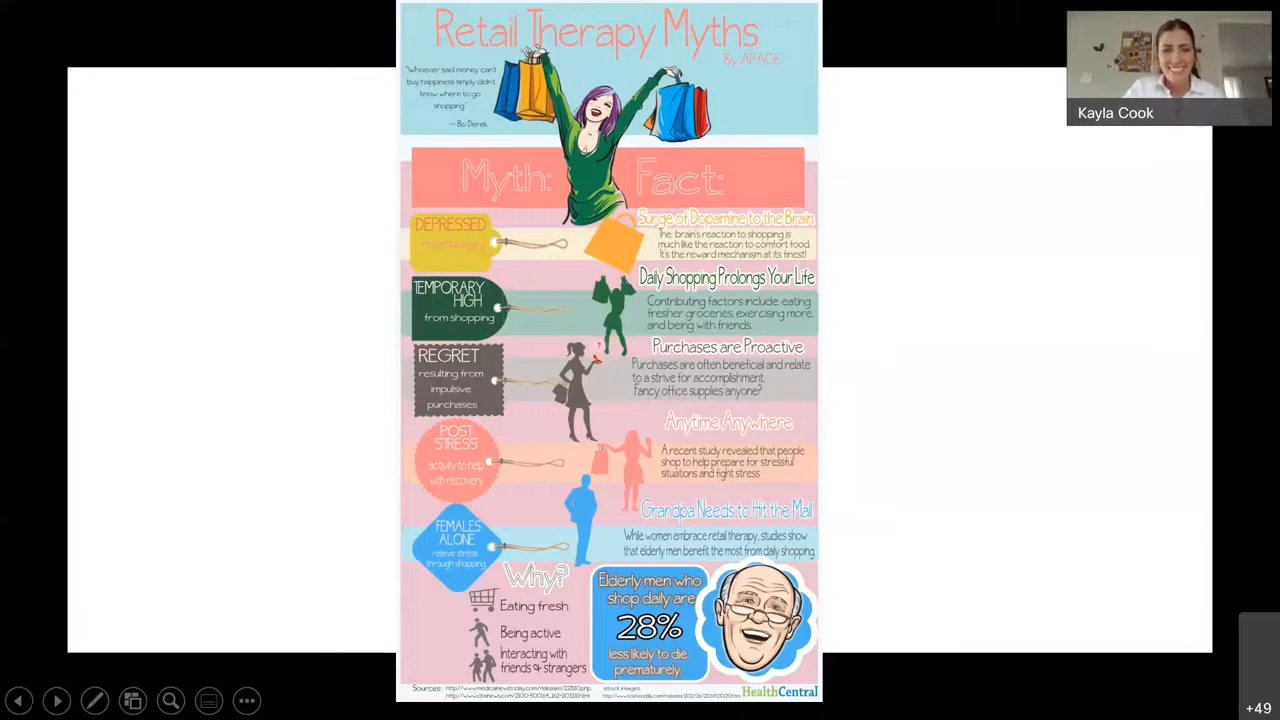 Retail Therapy Myths
By APAGE
"Whoever said money can't
buy happiness simply didn't
know where to go
shopping."
— Bo Derek
Kayla Cook
Myth:
Fact:
DEPRESSED
Surge of Dopamine to the Brain
The brain's reaction to shopping is
much like the reaction to comfort food.
It's the reward mechanism at its finest!
TEMPORARY
HIGH
from shopping
Daily Shopping Prolongs Your Life
Contributing factors include: eating
fresher groceries, exercising more,
and being with friends.
REGRET
resulting from
impulsive
purchases
Purchases are Proactive
Purchases are often beneficial and relate
to a strive for accomplishment.
Fancy office supplies anyone?
POST
STRESS
activity to help
with recovery
Anytime Anywhere
A recent study revealed that people
shop to help prepare for stressful
situations and fight stress
FEMALES
ALONE
relieve stress
through shopping
Grandpa Needs to Hit the Mall
While women embrace retail therapy, studies show
that elderly men benefit the most from daily shopping.
Why?
Eating fresh
Being active
Interacting with
friends & strangers
Elderly men who
shop daily are
28%
less likely to die
prematurely.
Sources:
stock images
HealthCentral
+49